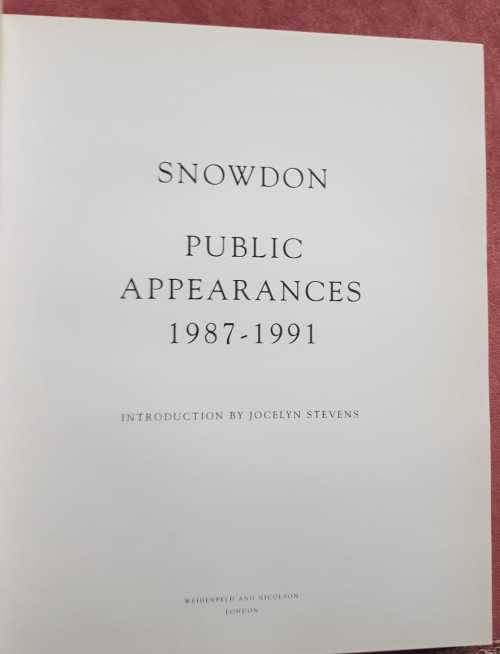 SNOWDON
PUBLIC
APPEARANCES
1987-1991
INTRODUCTION BY JOCELYN STEVENS
WEIDENFELD AND NICOLSON
LONDON